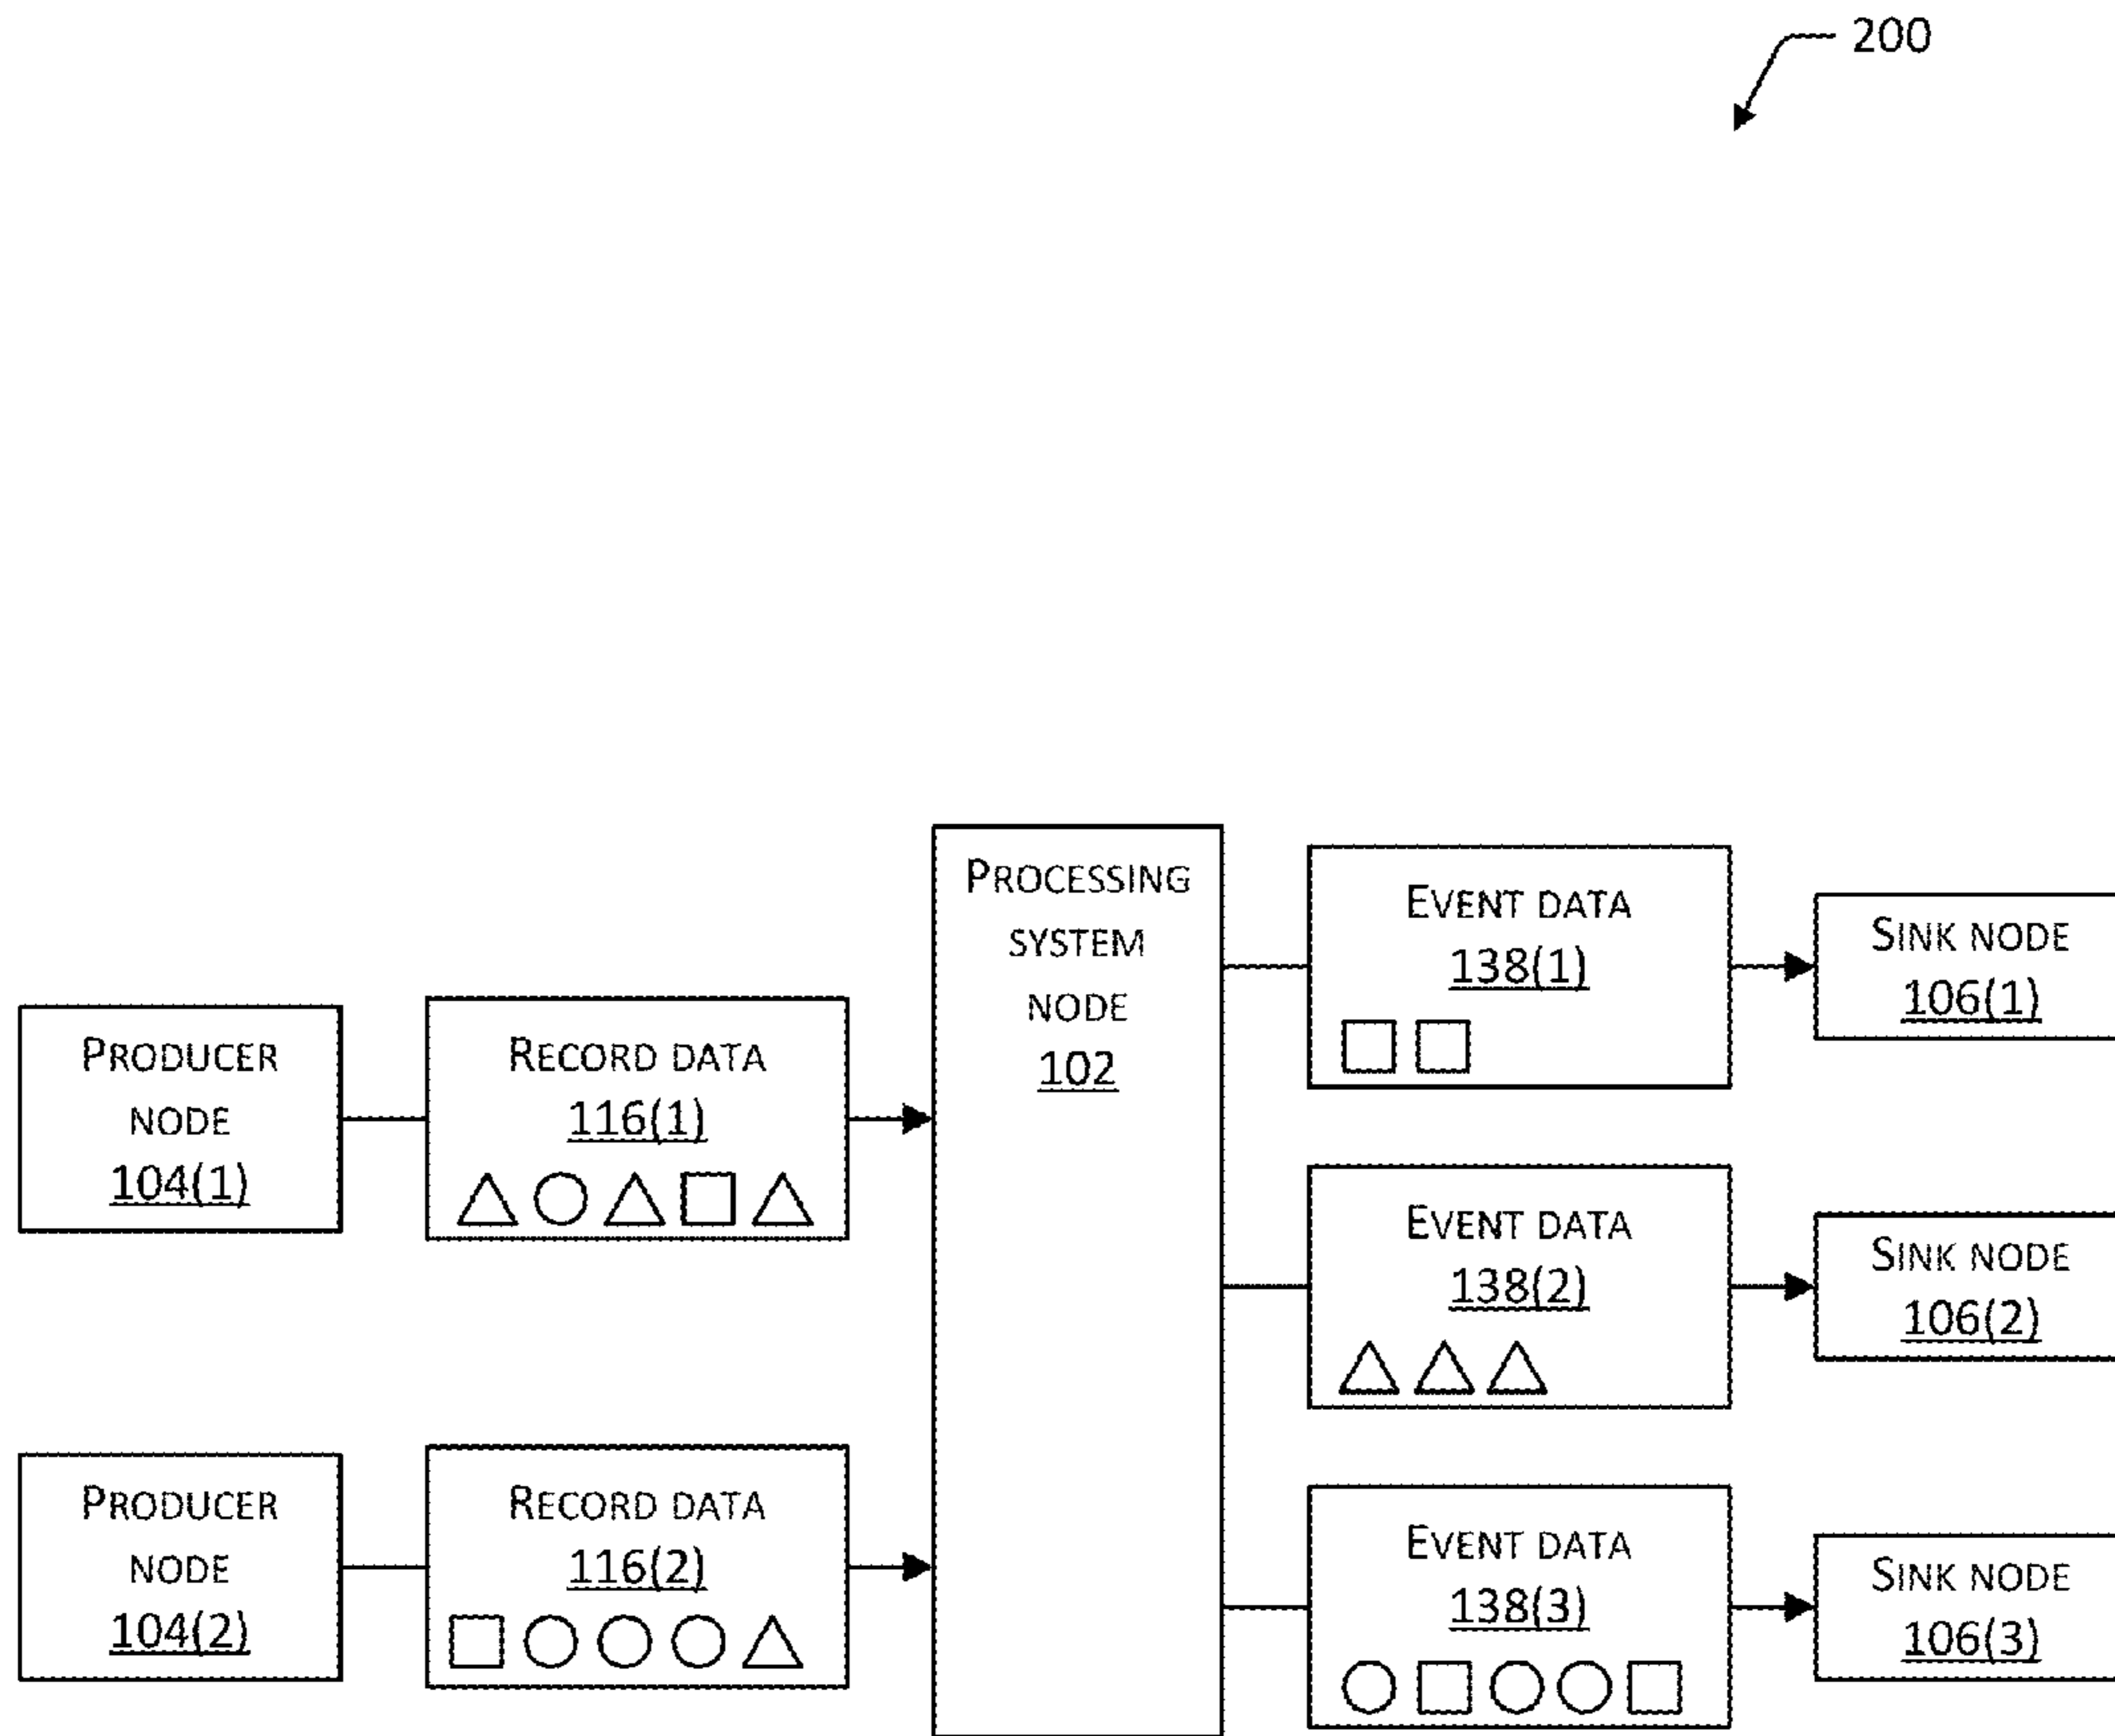 200
PROCESSING
SYSTEM
NODE
102
PRODUCER
NODE
104(1)
RECORD DATA
116(1)
PRODUCER
NODE
104(2)
RECORD DATA
116(2)
EVENT DATA
138(1)
SINK NODE
106(1)
EVENT DATA
138(2)
SINK NODE
106(2)
EVENT DATA
138(3)
SINK NODE
106(3)